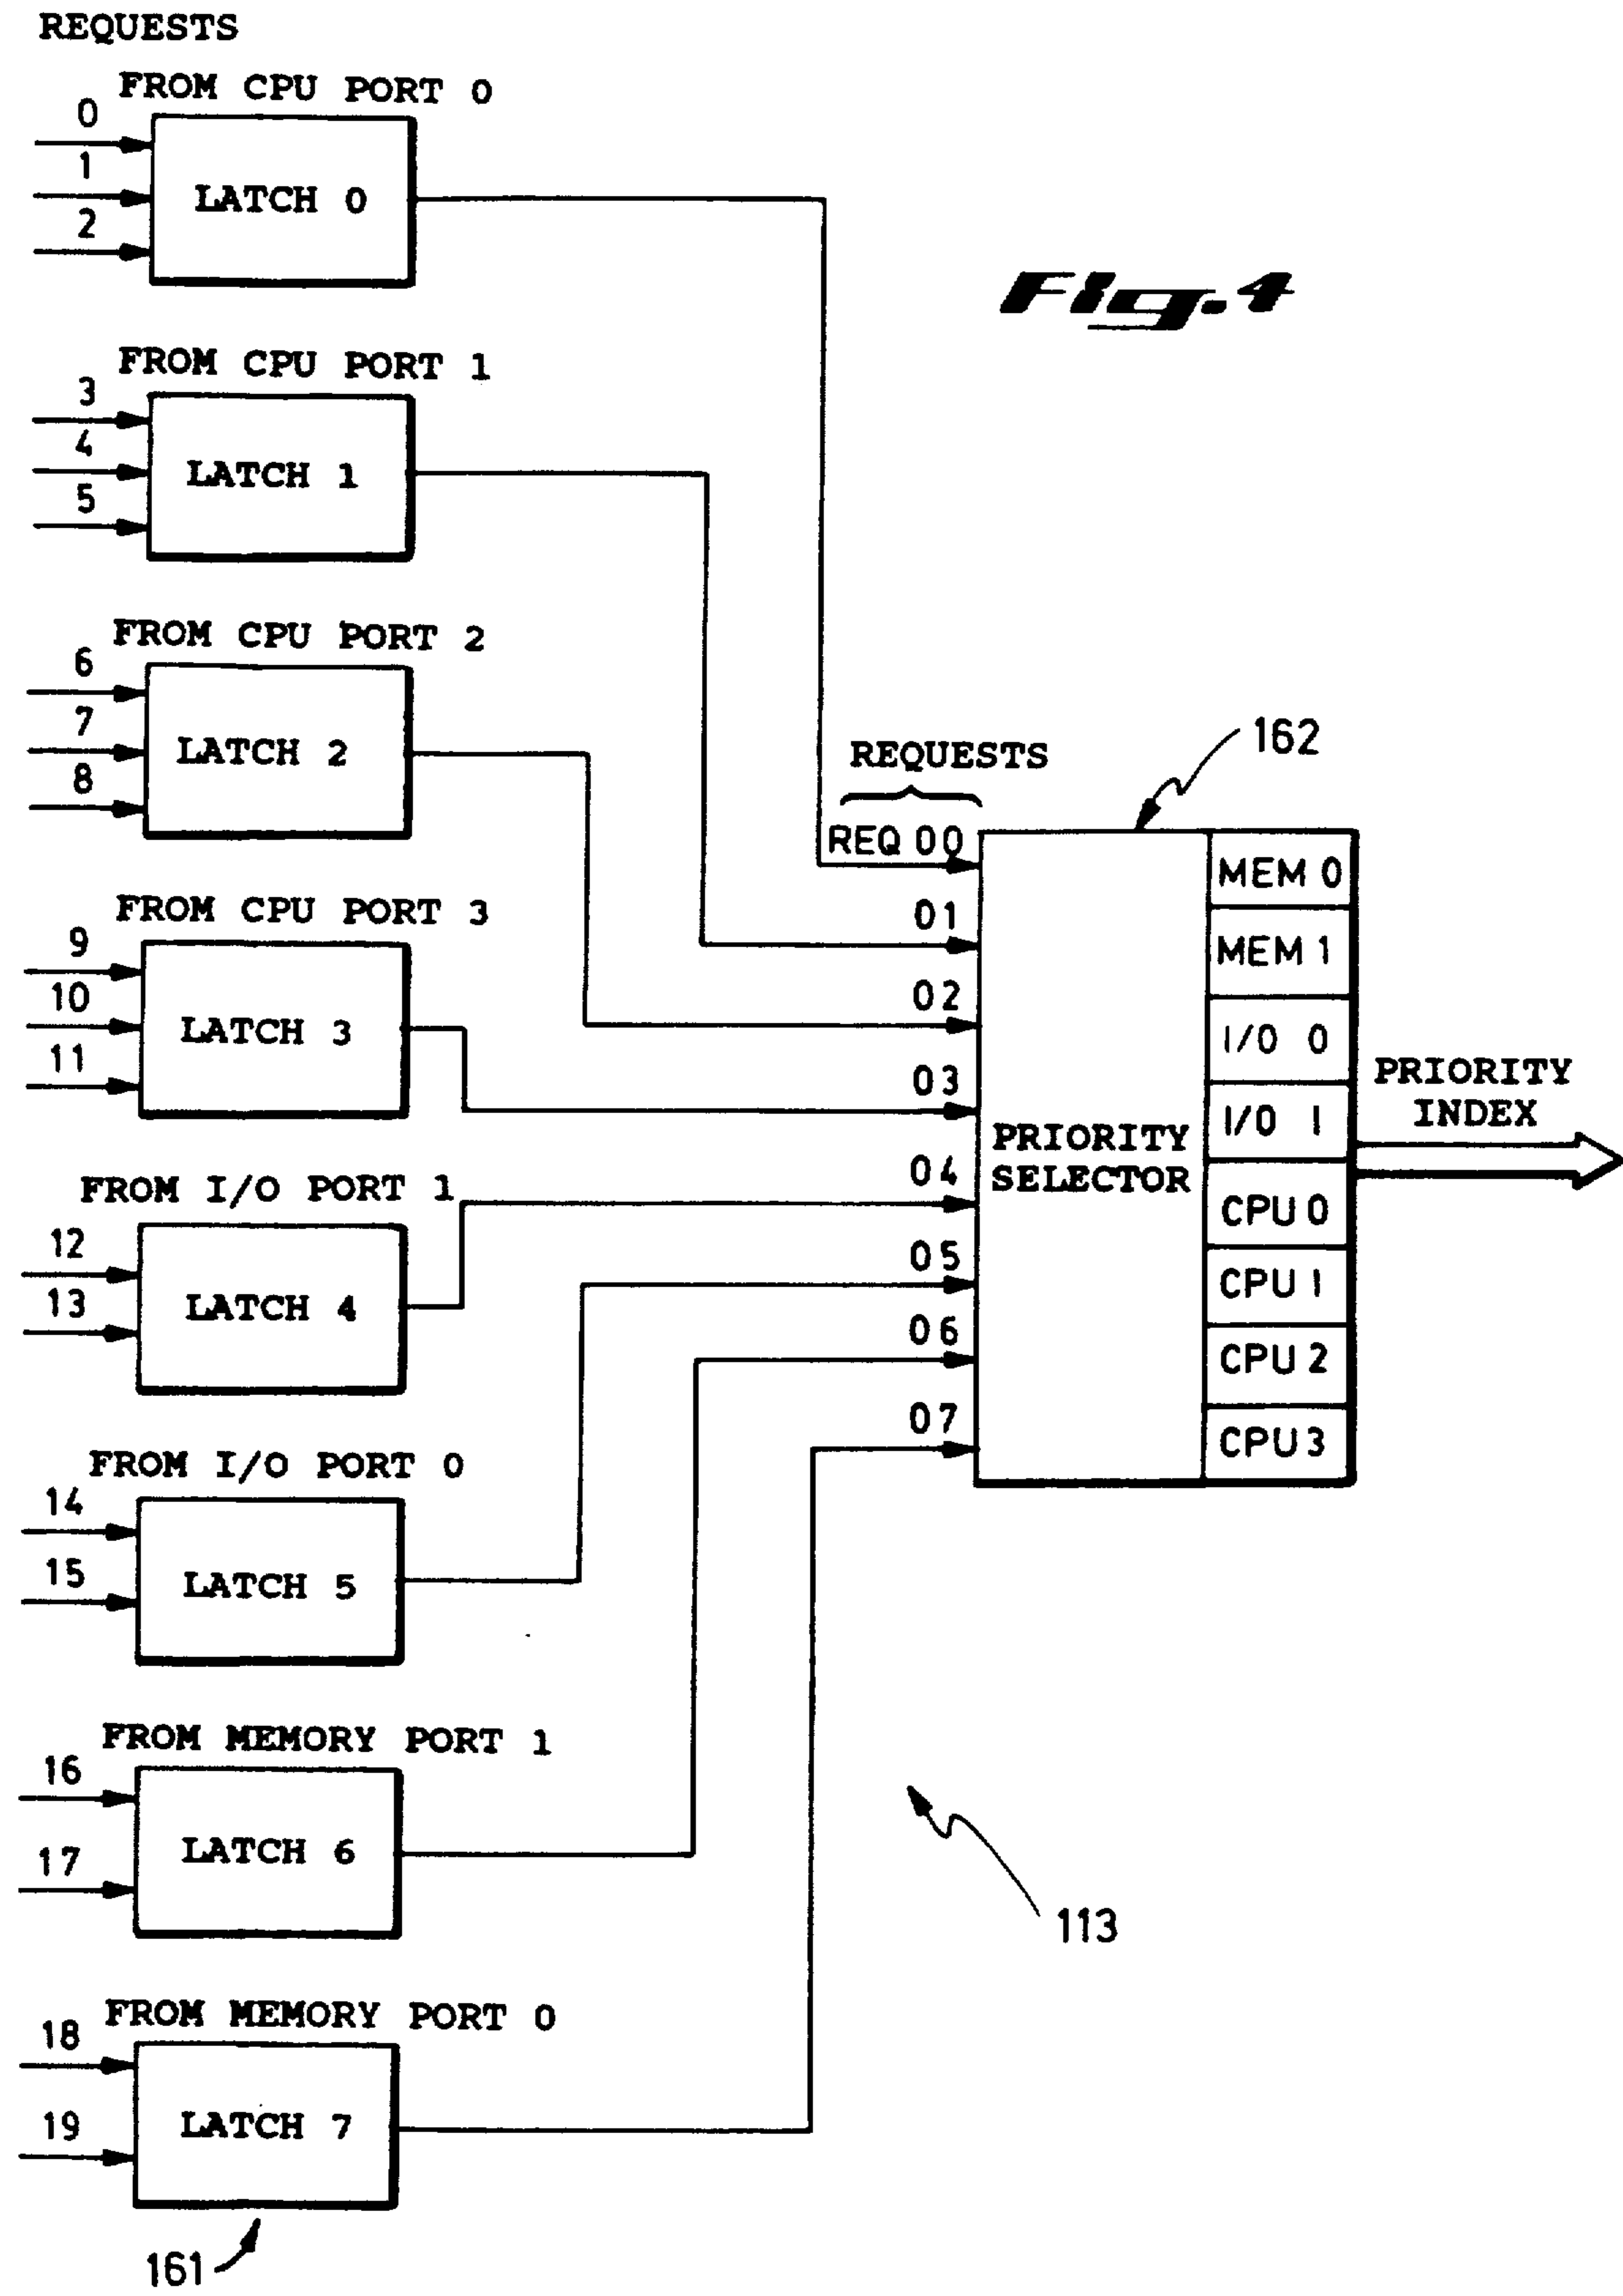 REQUESTS
FROM CPU PORT 0
0
1
2
LATCH 0
Fig.4
FROM CPU PORT 1
3
4
5
LATCH 1
FROM CPU PORT 2
6
7
8
LATCH 2
FROM CPU PORT 3
9
10
11
LATCH 3
FROM I/O PORT 1
12
13
LATCH 4
FROM I/O PORT 0
14
15
LATCH 5
FROM MEMORY PORT 1
16
17
LATCH 6
FROM MEMORY PORT 0
18
19
LATCH 7
161
REQUESTS
162
REQ 00
01
02
03
04
05
06
07
PRIORITY
SELECTOR
MEM 0
MEM 1
I/O 0
I/O 1
CPU 0
CPU 1
CPU 2
CPU 3
PRIORITY
INDEX
113